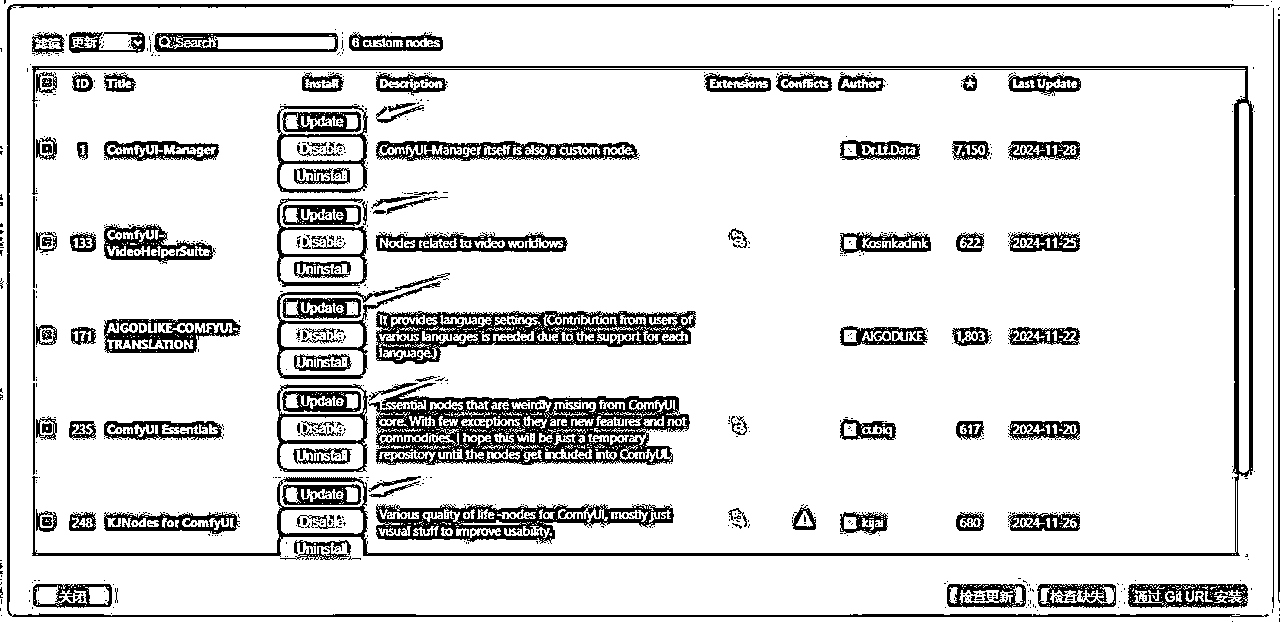 过滤 更新 Search 6 custom nodes
ID Title Install Description Extensions Conflicts Author ★ Last Update
Update
1 ComfyUI-Manager Disable ComfyUI-Manager itself is also a custom node. Dr.Lt.Data 7,150 2024-11-28
Uninstall
Update
133 ComfyUI-VideoHelperSuite Disable Nodes related to video workflows Kosinkadink 622 2024-11-25
Uninstall
Update
171 AIGODLIKE-COMFYUI-TRANSLATION Disable It provides language settings. (Contribution from users of various languages is needed due to the support for each language.) AIGODLIKE 1,803 2024-11-22
Uninstall
Update
235 ComfyUI Essentials Disable Essential nodes that are weirdly missing from ComfyUI core. With few exceptions they are new features and not commodities. I hope this will be just a temporary repository until the nodes get included into ComfyUI. cubiq 617 2024-11-20
Uninstall
Update
248 KJNodes for ComfyUI Disable Various quality of life -nodes for ComfyUI, mostly just visual stuff to improve usability. kijai 680 2024-11-26
Uninstall
关闭 检查更新 检查缺失 通过 Git URL 安装